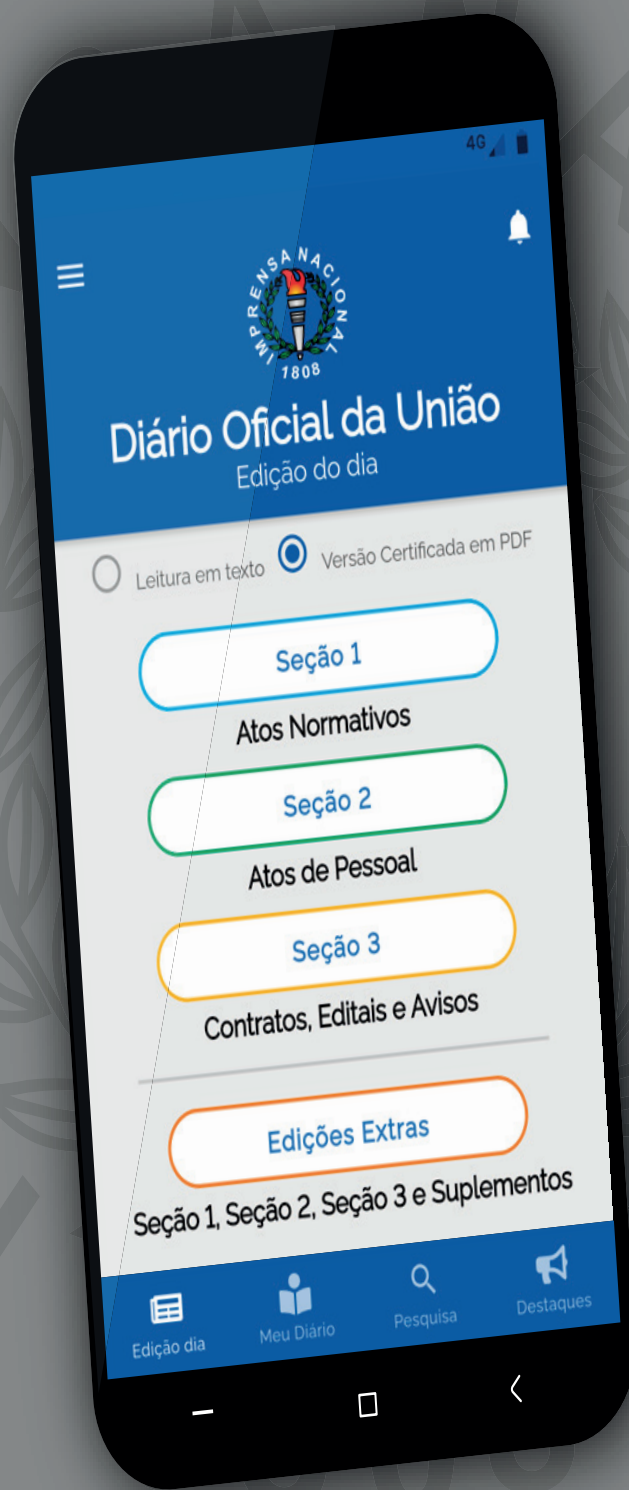 4G
IMPRENSA NACIONAL
1808
Diário Oficial da União
Edição do dia
Leitura em texto Versão Certificada em PDF
Seção 1
Atos Normativos
Seção 2
Atos de Pessoal
Seção 3
Contratos, Editais e Avisos
Edições Extras
Seção 1, Seção 2, Seção 3 e Suplementos
Edição dia Meu Diário Pesquisa Destaques